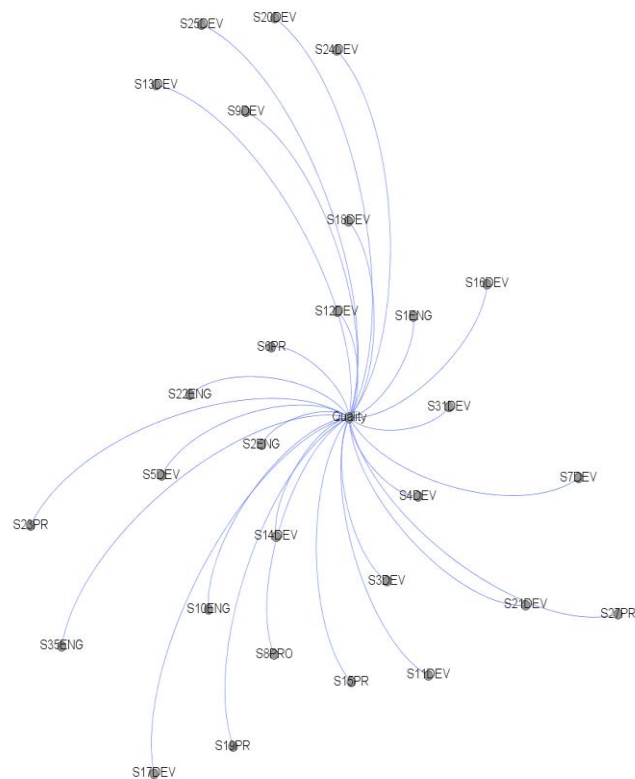 S20DEV
S25DEV
S24DEV
S13DEV
S9DEV
S18DEV
S16DEV
S12DEV
S1ENG
S6PR
S22ENG
S31DEV
Quality
S2ENG
S5DEV
S7DEV
S4DEV
S23PR
S14DEV
S3DEV
S21DEV
S10ENG
S27PR
S35ENG
S8PRO
S11DEV
S15PR
S19PR
S17DEV